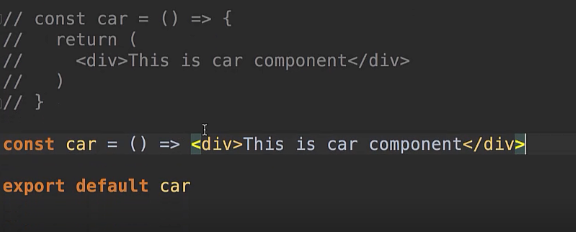 // const car = () => {
//   return (
//     <div>This is car component</div>
//   )
// }
const car = () => <div>This is car component</div>
export default car